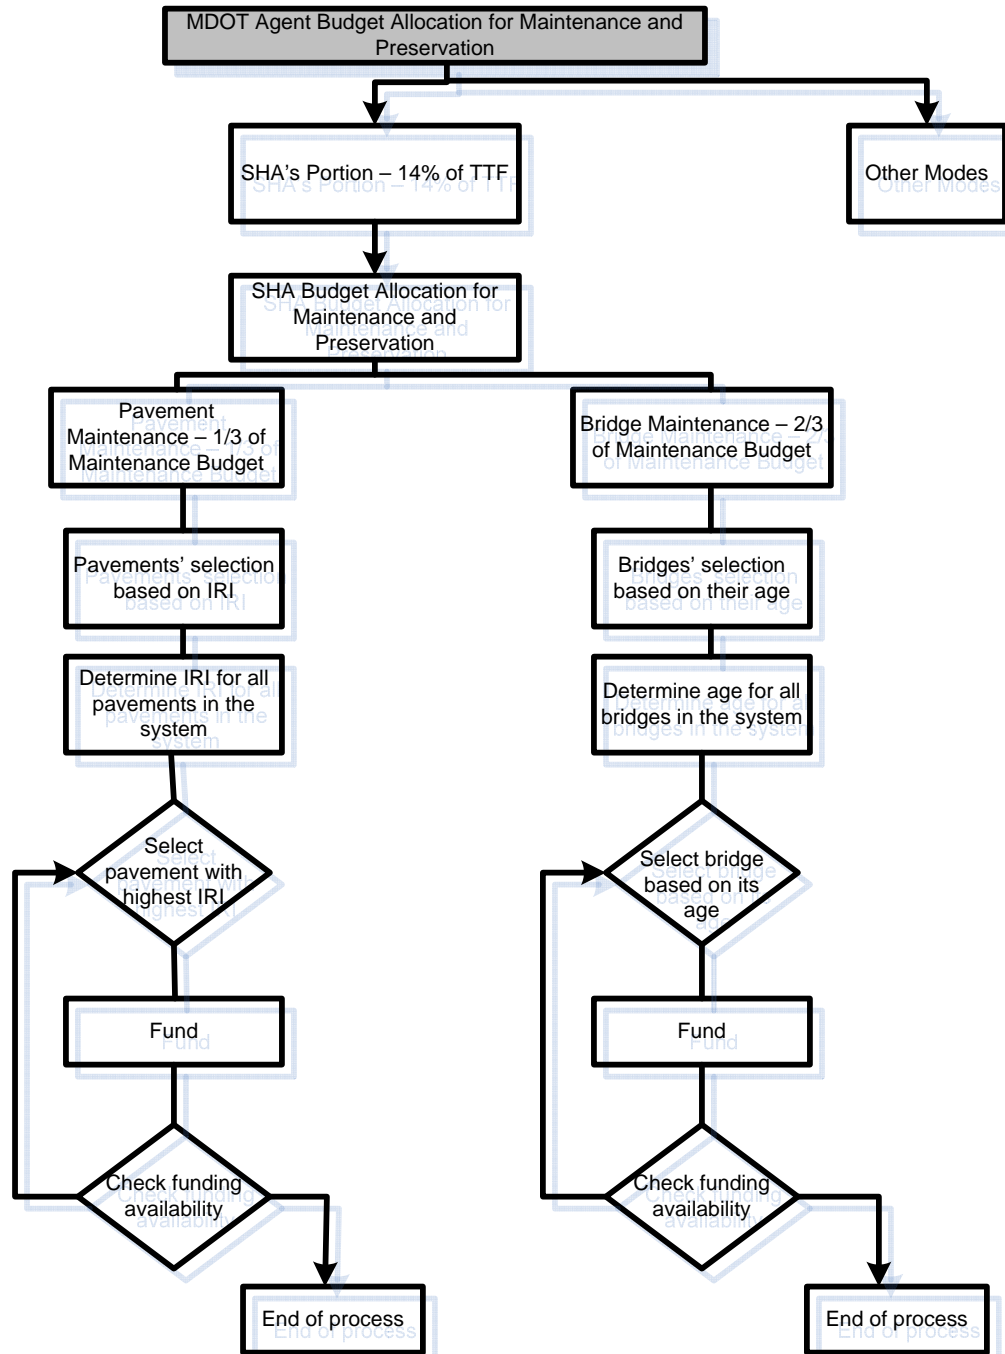 MDOT Agent Budget Allocation for Maintenance and
Preservation
SHA's Portion – 14% of TTF
Other Modes
SHA Budget Allocation for
Maintenance and
Preservation
Pavement
Maintenance – 1/3 of
Maintenance Budget
Bridge Maintenance – 2/3
of Maintenance Budget
Pavements’ selection
based on IRI
Bridges’ selection
based on their age
Determine IRI for all
pavements in the
system
Determine age for all
bridges in the system
Select
pavement with
highest IRI
Select bridge
based on its
age
Fund
Fund
Check funding
availability
Check funding
availability
End of process
End of process